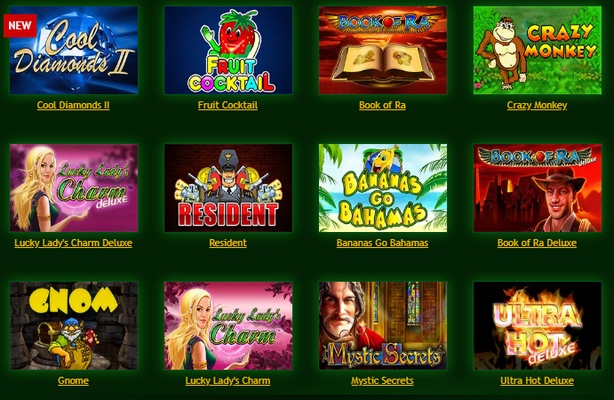 NEW
Cool
Diamonds II
Cool Diamonds II
FRUIT
COCKTAIL
Fruit Cocktail
BOOK OF RA
Book of Ra
CRAZY
MONKEY
Crazy Monkey
Lucky Lady's
Charm
deluxe
Lucky Lady's Charm Deluxe
RESIDENT
Resident
BANANAS
GO
BAHAMAS
Bananas Go Bahamas
BOOK OF RA
deluxe
Book of Ra Deluxe
GNOM
Gnome
Lucky Lady's
Charm
Lucky Lady's Charm
Mystic Secrets
Mystic Secrets
ULTRA
HOT
deluxe
Ultra Hot Deluxe